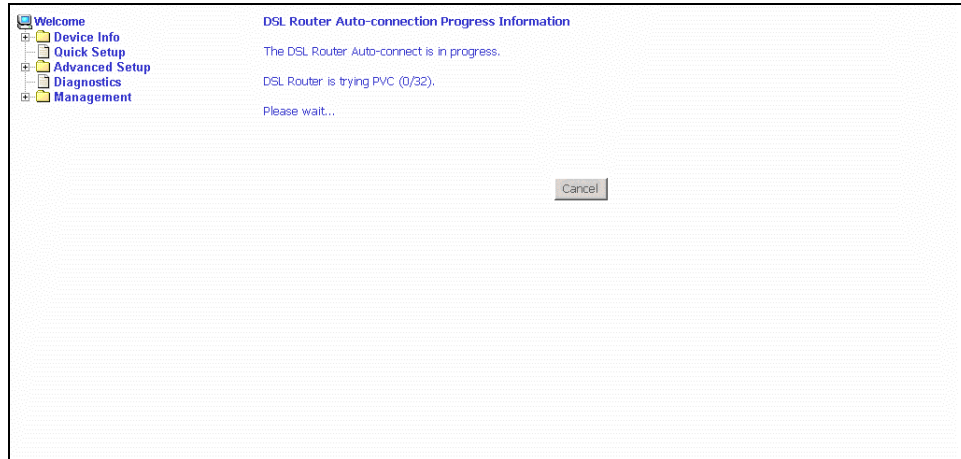 Welcome
Device Info
Quick Setup
Advanced Setup
Diagnostics
Management
DSL Router Auto-connection Progress Information
The DSL Router Auto-connect is in progress.
DSL Router is trying PVC (0/32).
Please wait...
Cancel